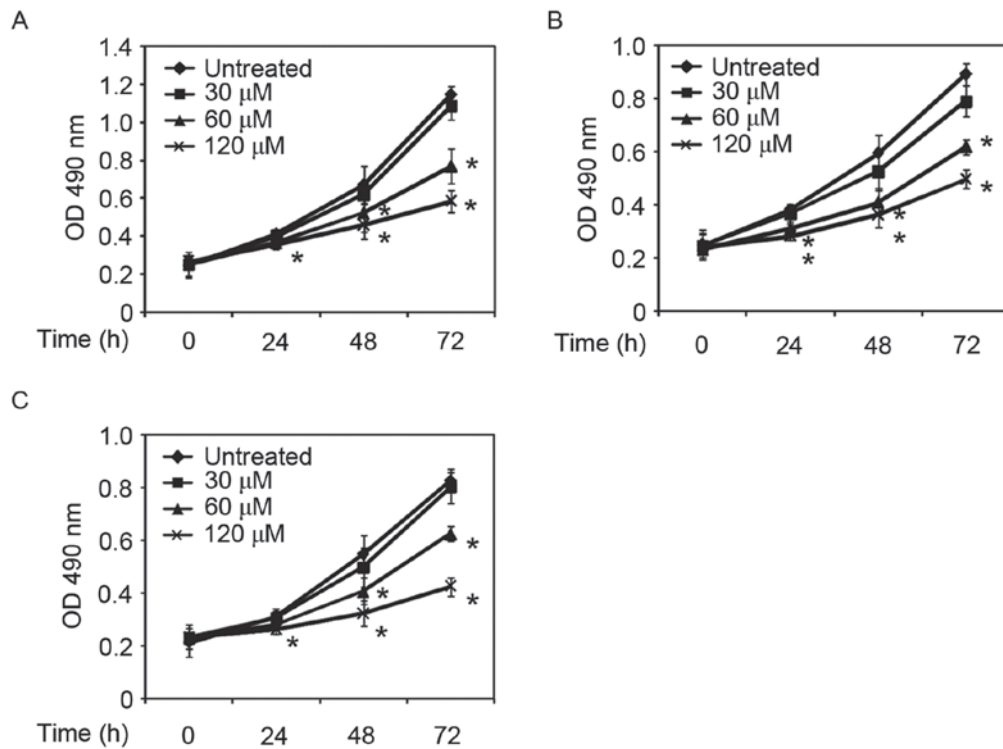 A
1.4
1.2
1.0
0.8
0.6
0.4
0.2
0
OD 490 nm
Untreated
30 μM
60 μM
120 μM
*
*
*
*
*
Time (h) 0 24 48 72
B
1.0
0.8
0.6
0.4
0.2
0
OD 490 nm
Untreated
30 μM
60 μM
120 μM
*
*
*
*
*
*
Time (h) 0 24 48 72
C
1.0
0.8
0.6
0.4
0.2
0
OD 490 nm
Untreated
30 μM
60 μM
120 μM
*
*
*
*
*
Time (h) 0 24 48 72